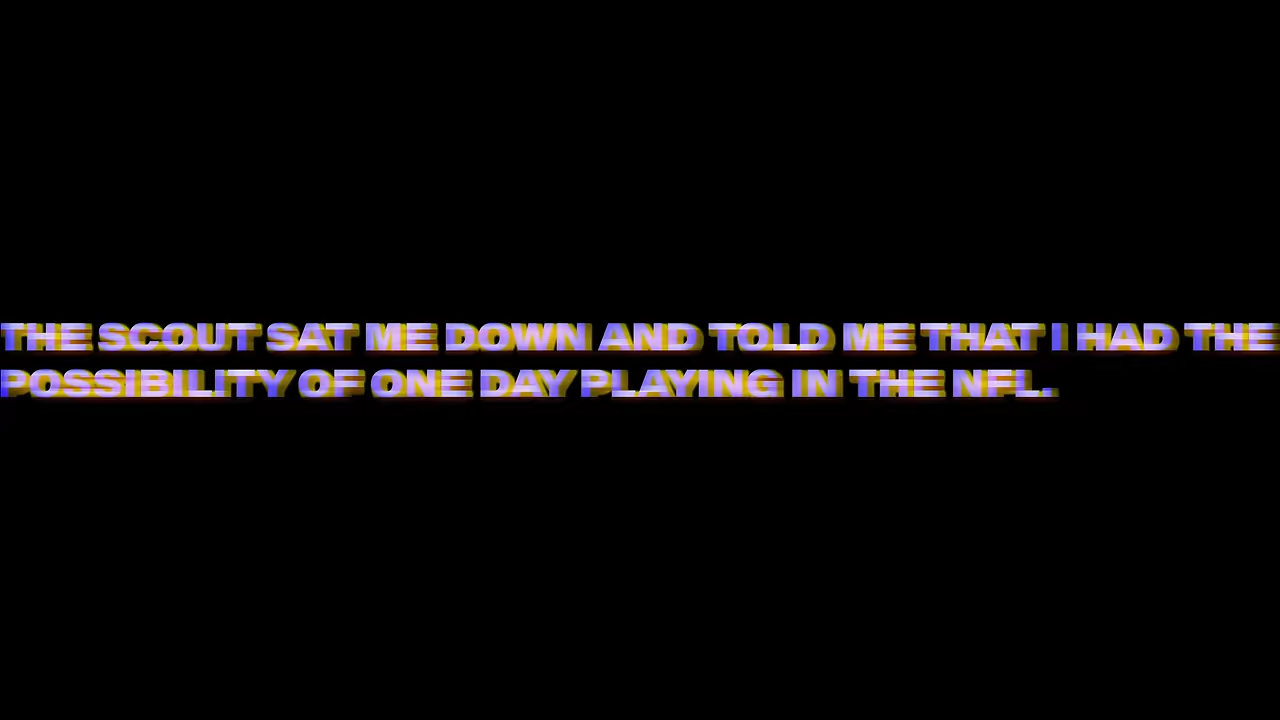 THE SCOUT SAT ME DOWN AND TOLD ME THAT I HAD THE
POSSIBILITY OF ONE DAY PLAYING IN THE NFL.